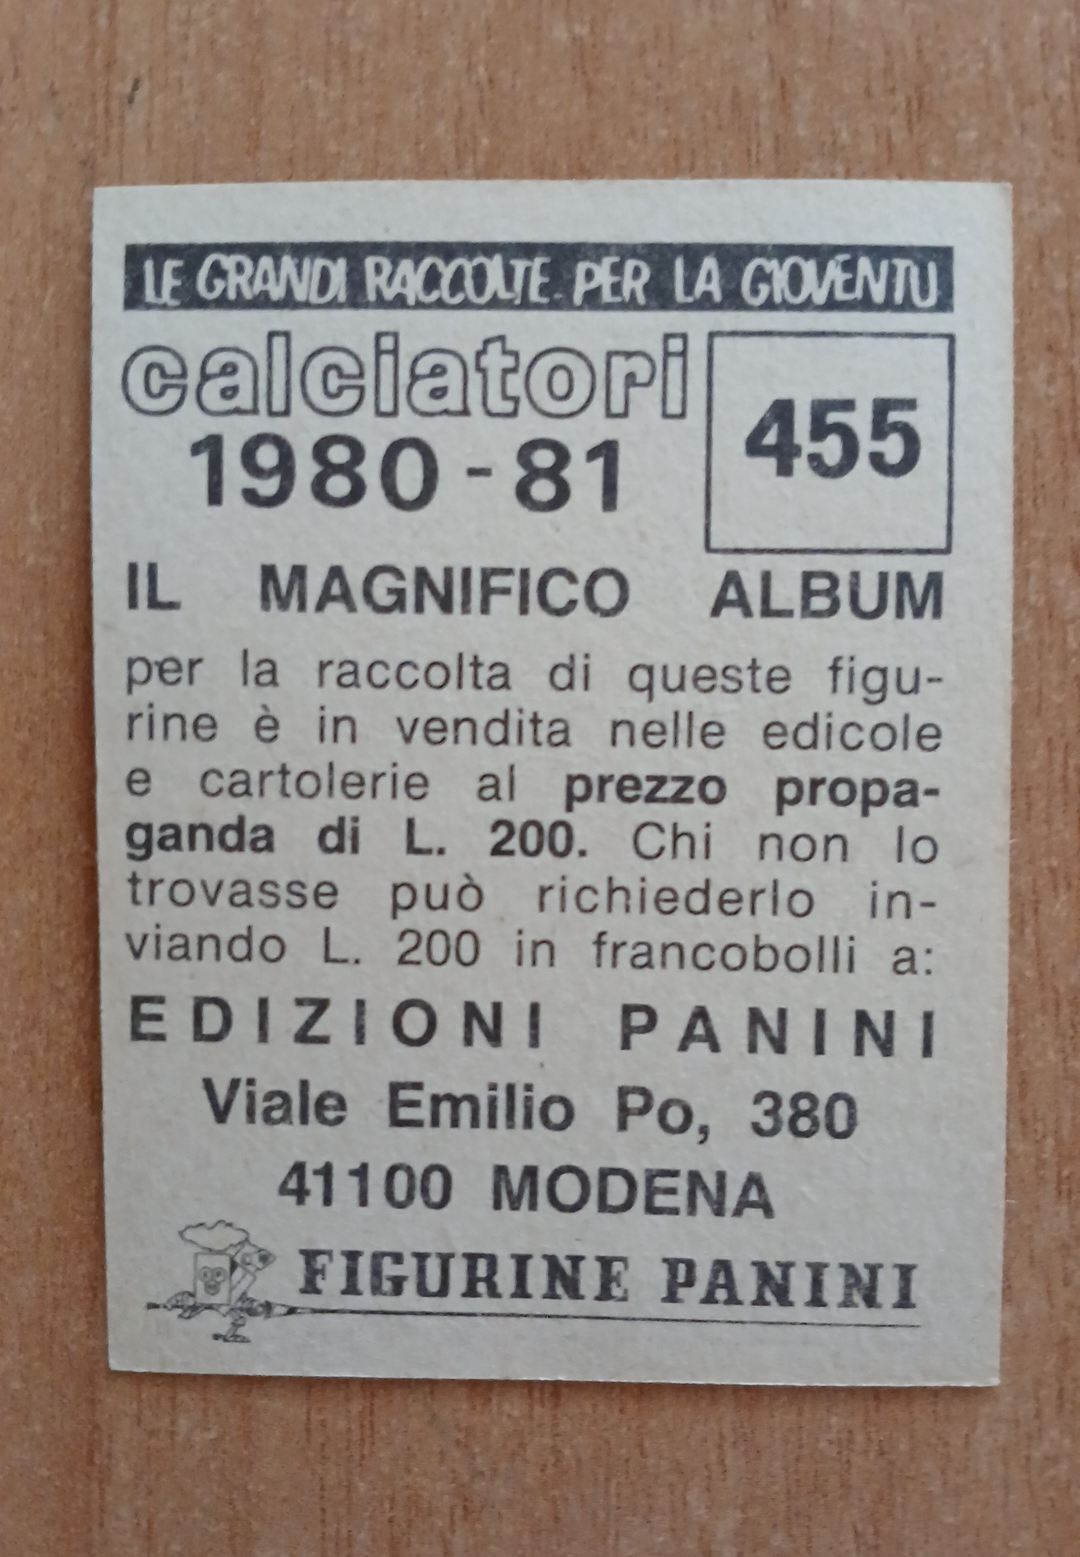 LE GRANDI RACCOLTE PER LA GIOVENTU
calciatori
1980-81
455
IL MAGNIFICO ALBUM
per la raccolta di queste figu-
rine è in vendita nelle edicole
e cartolerie al prezzo propa-
ganda di L. 200. Chi non lo
trovasse può richiederlo in-
viando L. 200 in francobolli a:
EDIZIONI PANINI
Viale Emilio Po, 380
41100 MODENA
FIGURINE PANINI